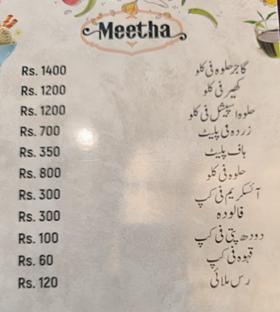 Meetha
Rs. 1400 گاجر حلوہ فی کلو
Rs. 1200 کھیر فی کلو
Rs. 1200 حلوہ اسپیشل فی کلو
Rs. 700 زردہ فی پلیٹ
Rs. 350 ہاف پلیٹ
Rs. 800 حلوہ فی کلو
Rs. 300 آئسکریم فی کپ
Rs. 300 فالودہ
Rs. 100 دودھ پتی فی کپ
Rs. 60 قہوہ فی کپ
Rs. 120 رس ملائی